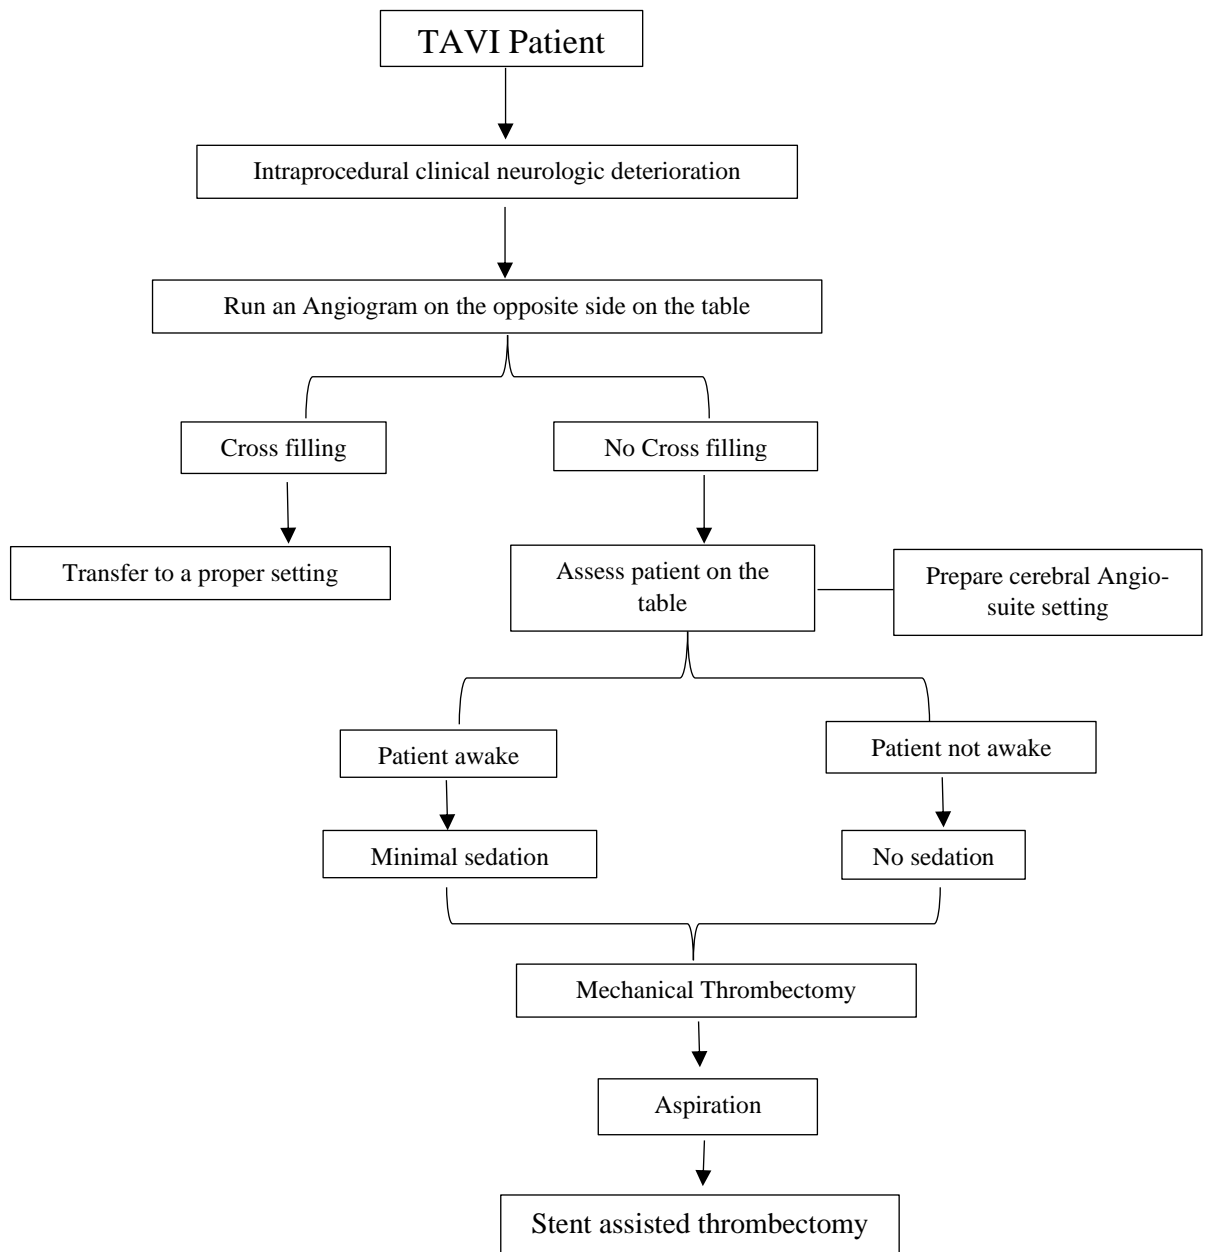 TAVI Patient
Intraprocedural clinical neurologic deterioration
Run an Angiogram on the opposite side on the table
Cross filling
No Cross filling
Transfer to a proper setting
Assess patient on the
table
Prepare cerebral Angio-
suite setting
Patient awake
Patient not awake
Minimal sedation
No sedation
Mechanical Thrombectomy
Aspiration
Stent assisted thrombectomy